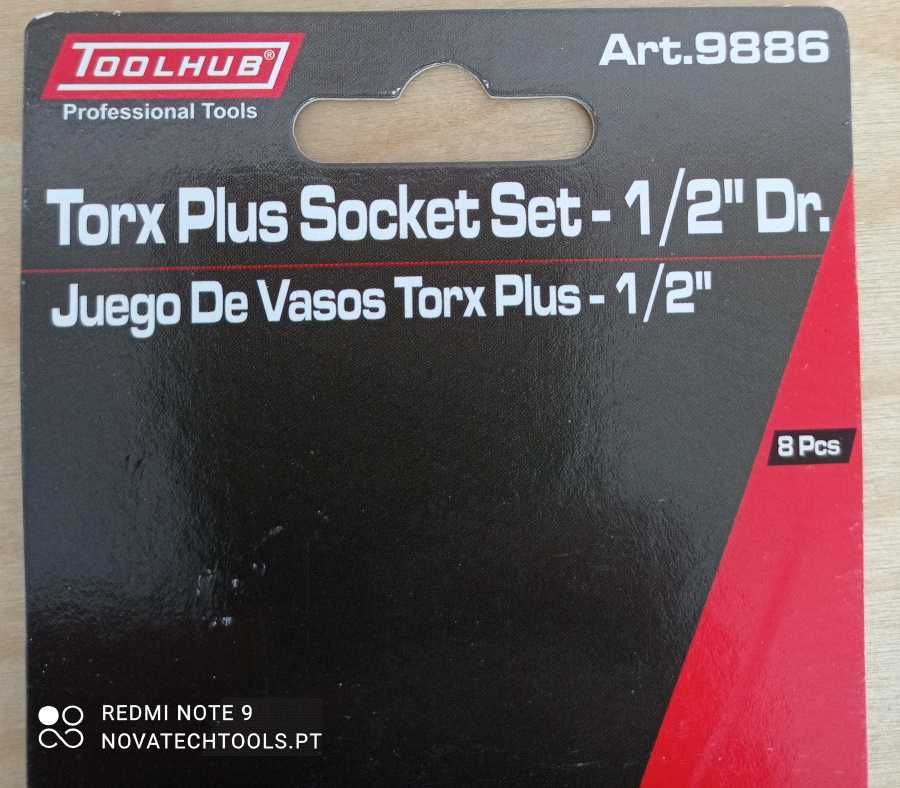 TOOLHUB®
Professional Tools
Art.9886
Torx Plus Socket Set - 1/2" Dr.
Juego De Vasos Torx Plus - 1/2"
8 Pcs
REDMI NOTE 9
NOVATECHTOOLS.PT